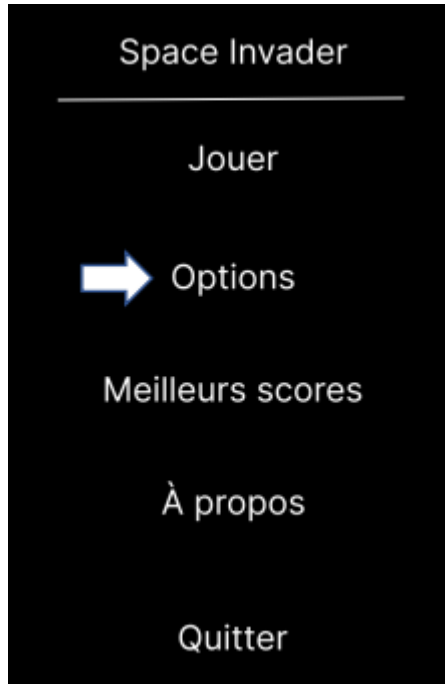 Space Invader
Jouer
Options
Meilleurs scores
À propos
Quitter